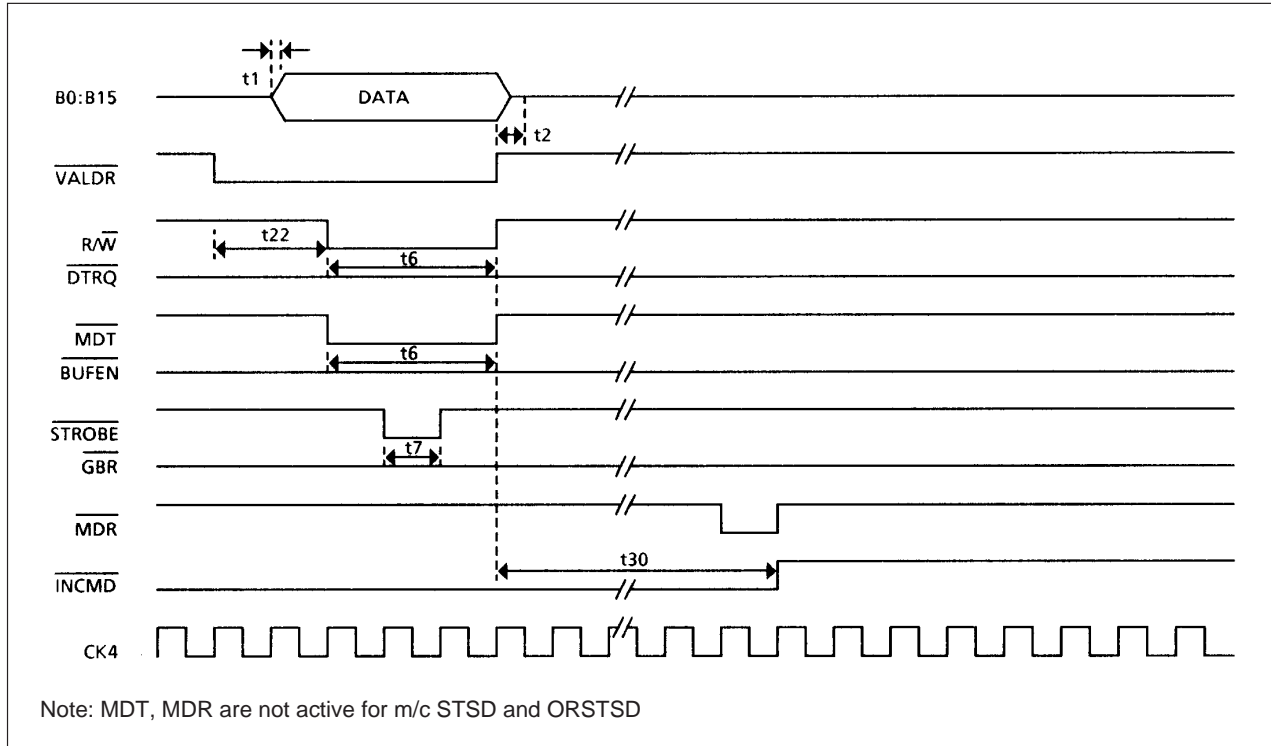 t1
B0:B15
DATA
t2
VALDR
R/W
t22
t6
DTRQ
MDT
t6
BUFEN
STROBE
t7
GBR
MDR
t30
INCMD
CK4
Note: MDT, MDR are not active for m/c STSD and ORSTSD